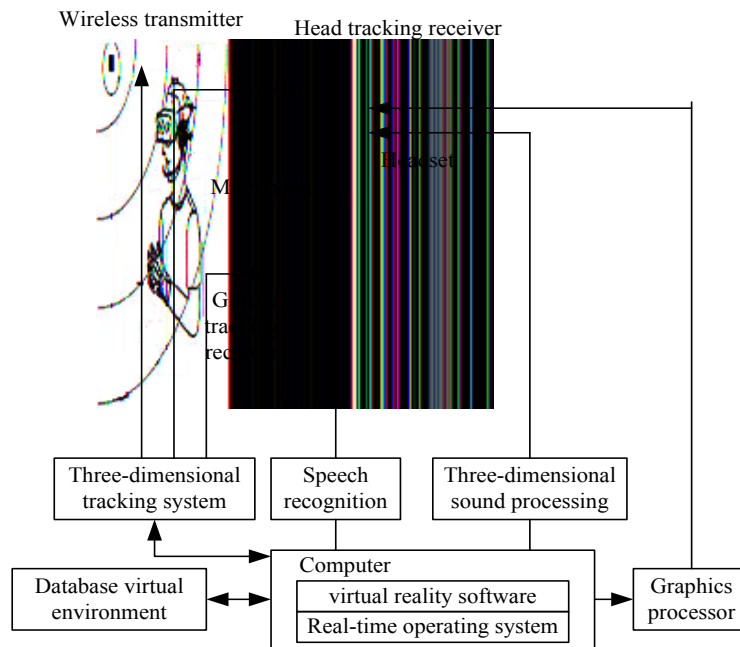 Wireless transmitter
Head tracking receiver
Headset
Three-dimensional
tracking system
Speech
recognition
Three-dimensional
sound processing
Computer
virtual reality software
Real-time operating system
Database virtual
environment
Graphics
processor